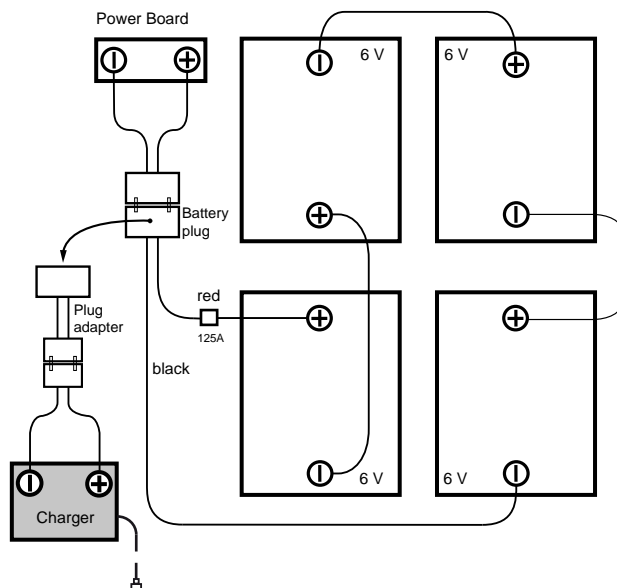 Power Board
6 V
6 V
Battery
plug
Plug
adapter
red
125A
black
6 V
6 V
Charger